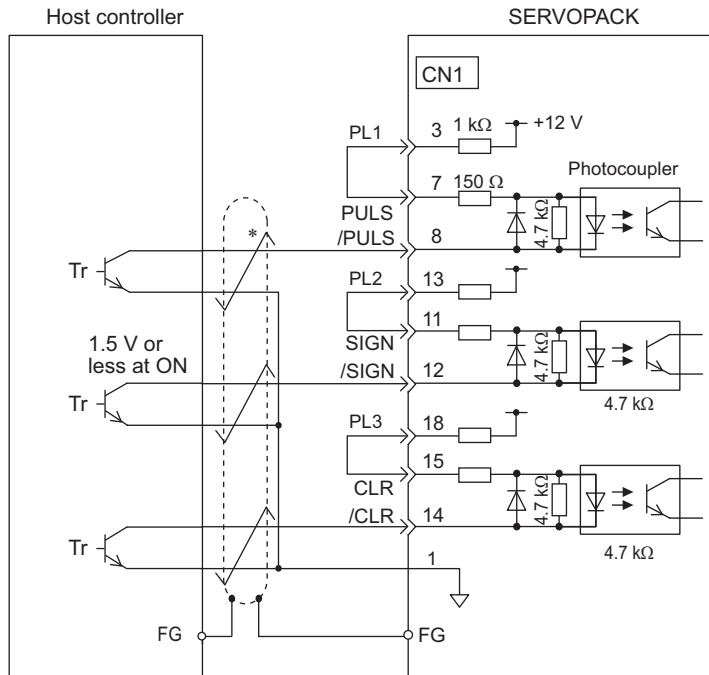 Host controller
SERVOPACK
CN1
PL1 3 1 kΩ +12 V
7 150 Ω Photocoupler
PULS
/PULS 8 4.7 kΩ
*
Tr
PL2 13
11
SIGN
/SIGN 12 4.7 kΩ
4.7 kΩ
1.5 V or
less at ON
Tr
PL3 18
15
CLR
/CLR 14 4.7 kΩ
4.7 kΩ
Tr
1
FG FG